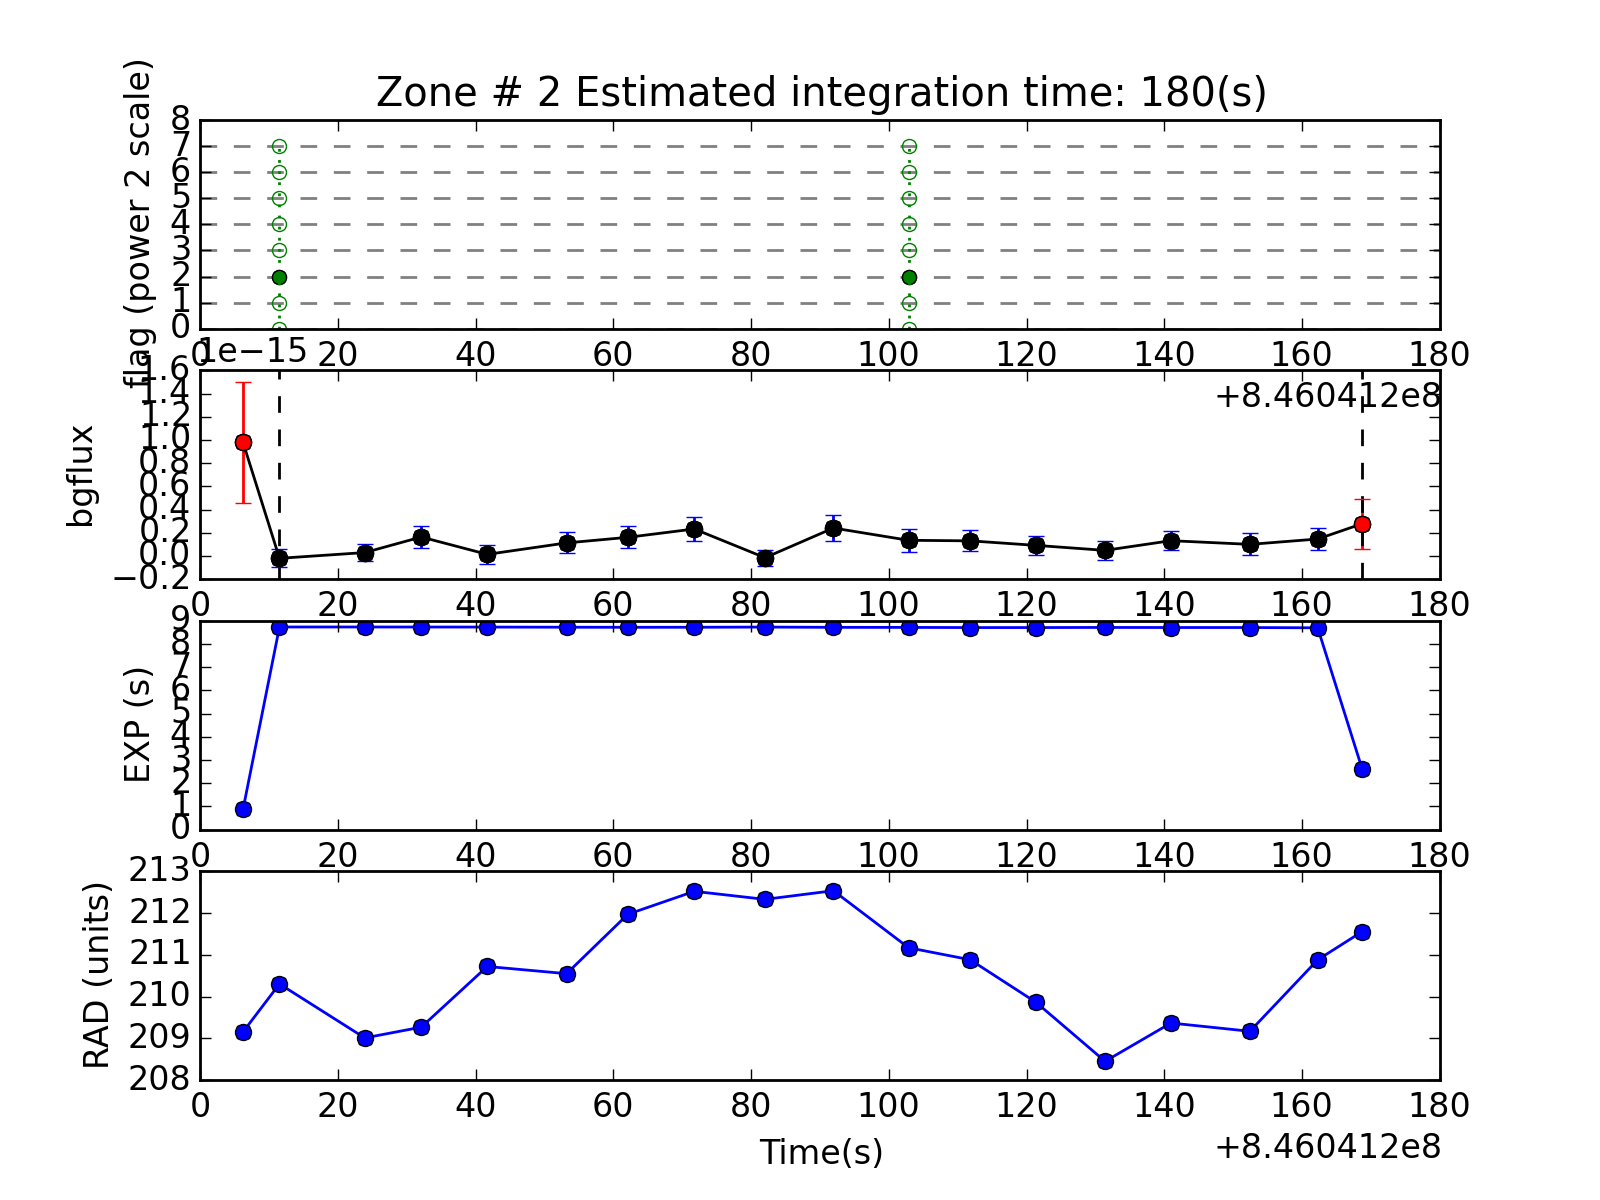 Zone # 2 Estimated integration time: 180(s)
flag (power 2 scale)
8
7
6
5
4
3
2
1
0
0 20 40 60 80 100 120 140 160 180
1e−15
+8.460412e8
bgflux
1.6
1.4
1.2
1.0
0.8
0.6
0.4
0.2
0.0
−0.2
0 20 40 60 80 100 120 140 160 180
EXP (s)
9
8
7
6
5
4
3
2
1
0
0 20 40 60 80 100 120 140 160 180
RAD (units)
213
212
211
210
209
208
0 20 40 60 80 100 120 140 160 180
Time(s)
+8.460412e8